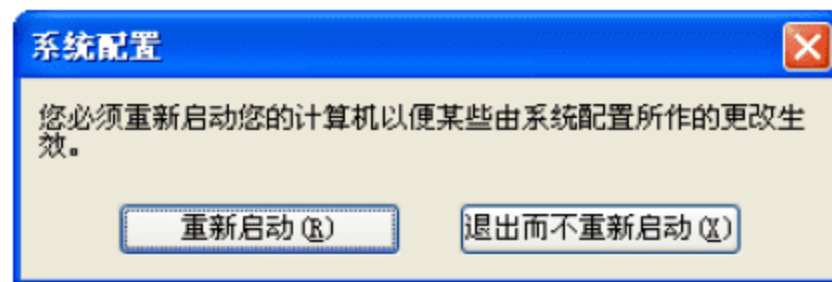 系统配置
您必须重新启动您的计算机以便某些由系统配置所作的更改生
效。
重新启动(R) 退出而不重新启动(X)